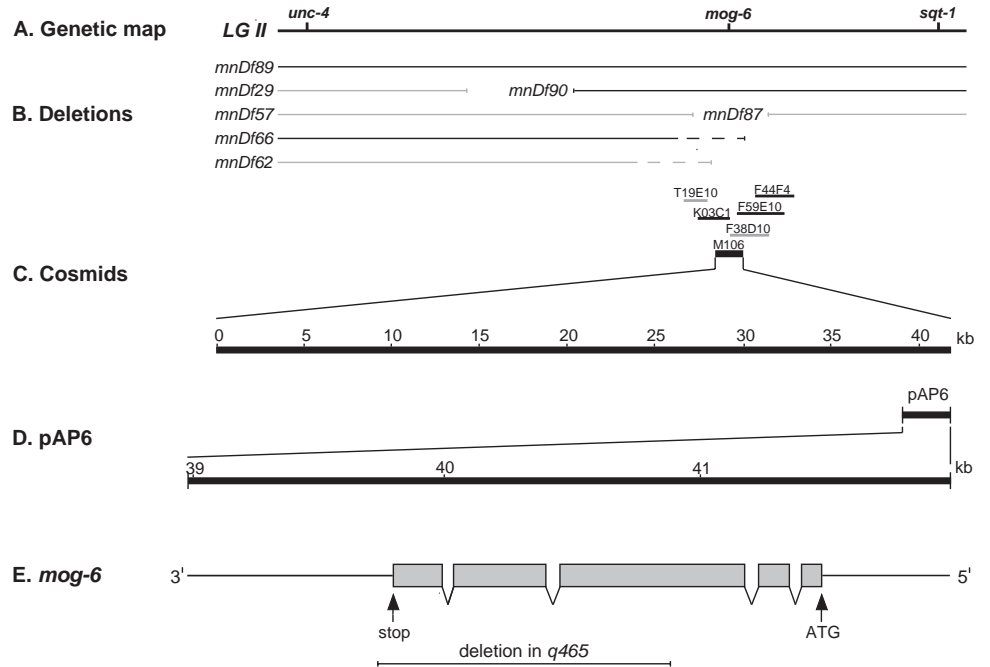 unc-4 mog-6 sqt-1
A. Genetic map LG II
mnDf89
mnDf29 mnDf90
B. Deletions mnDf57 mnDf87
mnDf66
mnDf62
T19E10 F44F4
K03C1 F59E10
F38D10
M106
C. Cosmids
0 5 10 15 20 25 30 35 40 kb
pAP6
D. pAP6
39 40 41 kb
E. mog-6 3' 5'
stop ATG
deletion in q465